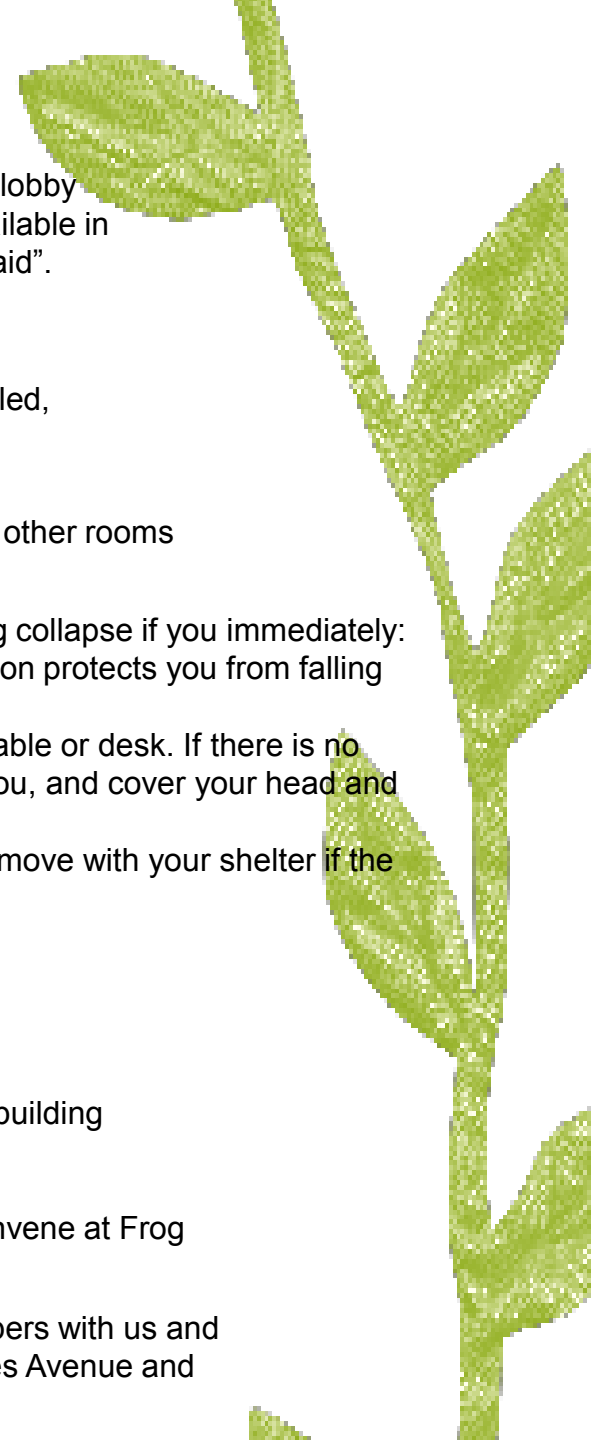 lobby
ilable in
aid”.
led,
other rooms
g collapse if you immediately:
on protects you from falling
able or desk. If there is no
ou, and cover your head and
move with your shelter if the
building
nvene at Frog
bers with us and
es Avenue and